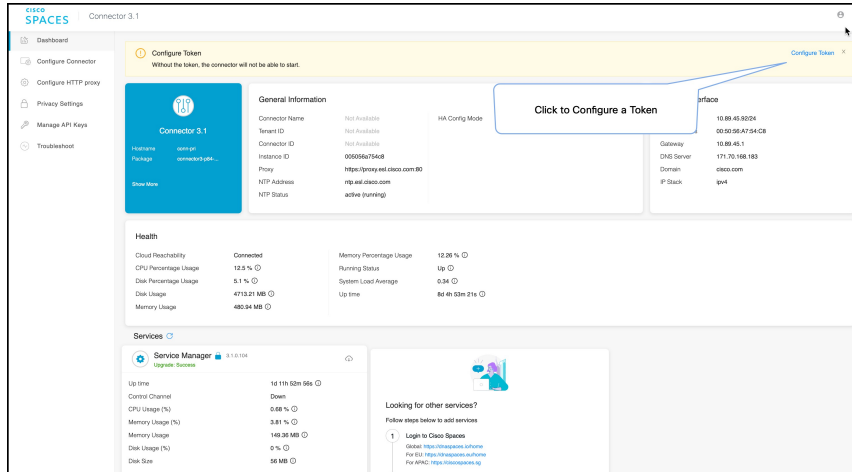 CISCO
SPACES
Connector 3.1
Dashboard
Configure Connector
Configure HTTP proxy
Privacy Settings
Manage API Keys
Troubleshoot
Configure Token
Without the token, the connector will not be able to start.
Configure Token
Click to Configure a Token
Connector 3.1
Hostname conn-pri
Package connector3-p64-...
Show More
General Information
Connector Name Not Available
Tenant ID Not Available
Connector ID Not Available
Instance ID 005056a754c8
Proxy https://proxy.esl.cisco.com:80
NTP Address ntp.esl.cisco.com
NTP Status active (running)
HA Config Mode
10.89.45.92/24
00:50:56:A7:54:C8
Gateway 10.89.45.1
DNS Server 171.70.168.183
Domain cisco.com
IP Stack ipv4
Health
Cloud Reachability Connected
CPU Percentage Usage 12.5 %
Disk Percentage Usage 5.1 %
Disk Usage 4713.21 MB
Memory Usage 480.94 MB
Memory Percentage Usage 12.26 %
Running Status Up
System Load Average 0.34
Up time 8d 4h 53m 21s
Services
Service Manager 3.1.0.104
Upgrade: Success
Up time 1d 11h 52m 56s
Control Channel Down
CPU Usage (%) 0.68 %
Memory Usage (%) 3.81 %
Memory Usage 149.36 MB
Disk Usage (%) 0 %
Disk Size 56 MB
Looking for other services?
Follow steps below to add services
1 Login to Cisco Spaces
Global: https://dnaspaces.io/home
For EU: https://dnaspaces.eu/home
For APAC: https://ciscospaces.sg